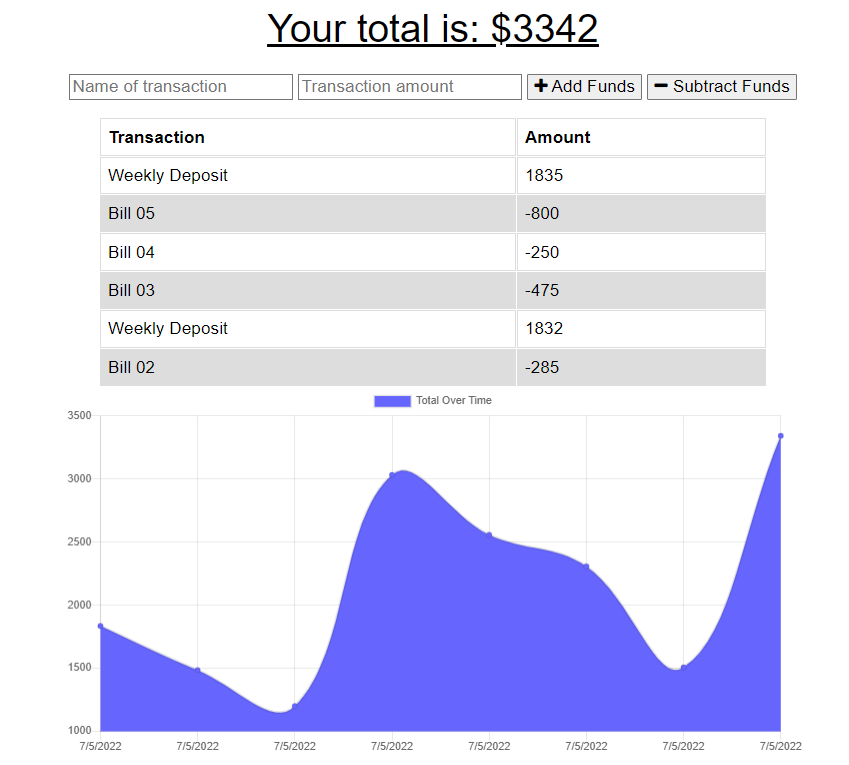 Your total is: $3342
Name of transaction Transaction amount Add Funds Subtract Funds
Transaction Amount
Weekly Deposit 1835
Bill 05 -800
Bill 04 -250
Bill 03 -475
Weekly Deposit 1832
Bill 02 -285
Total Over Time
3500
3000
2500
2000
1500
1000
7/5/2022 7/5/2022 7/5/2022 7/5/2022 7/5/2022 7/5/2022 7/5/2022 7/5/2022